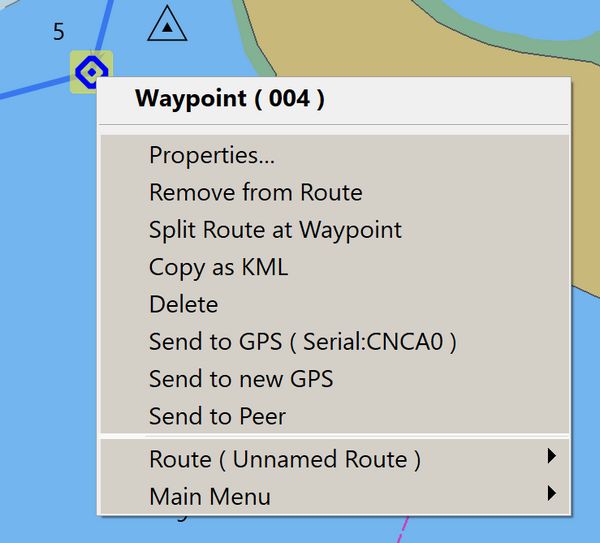 5
Waypoint ( 004 )
Properties...
Remove from Route
Split Route at Waypoint
Copy as KML
Delete
Send to GPS ( Serial:CNCA0 )
Send to new GPS
Send to Peer
Route ( Unnamed Route )
Main Menu